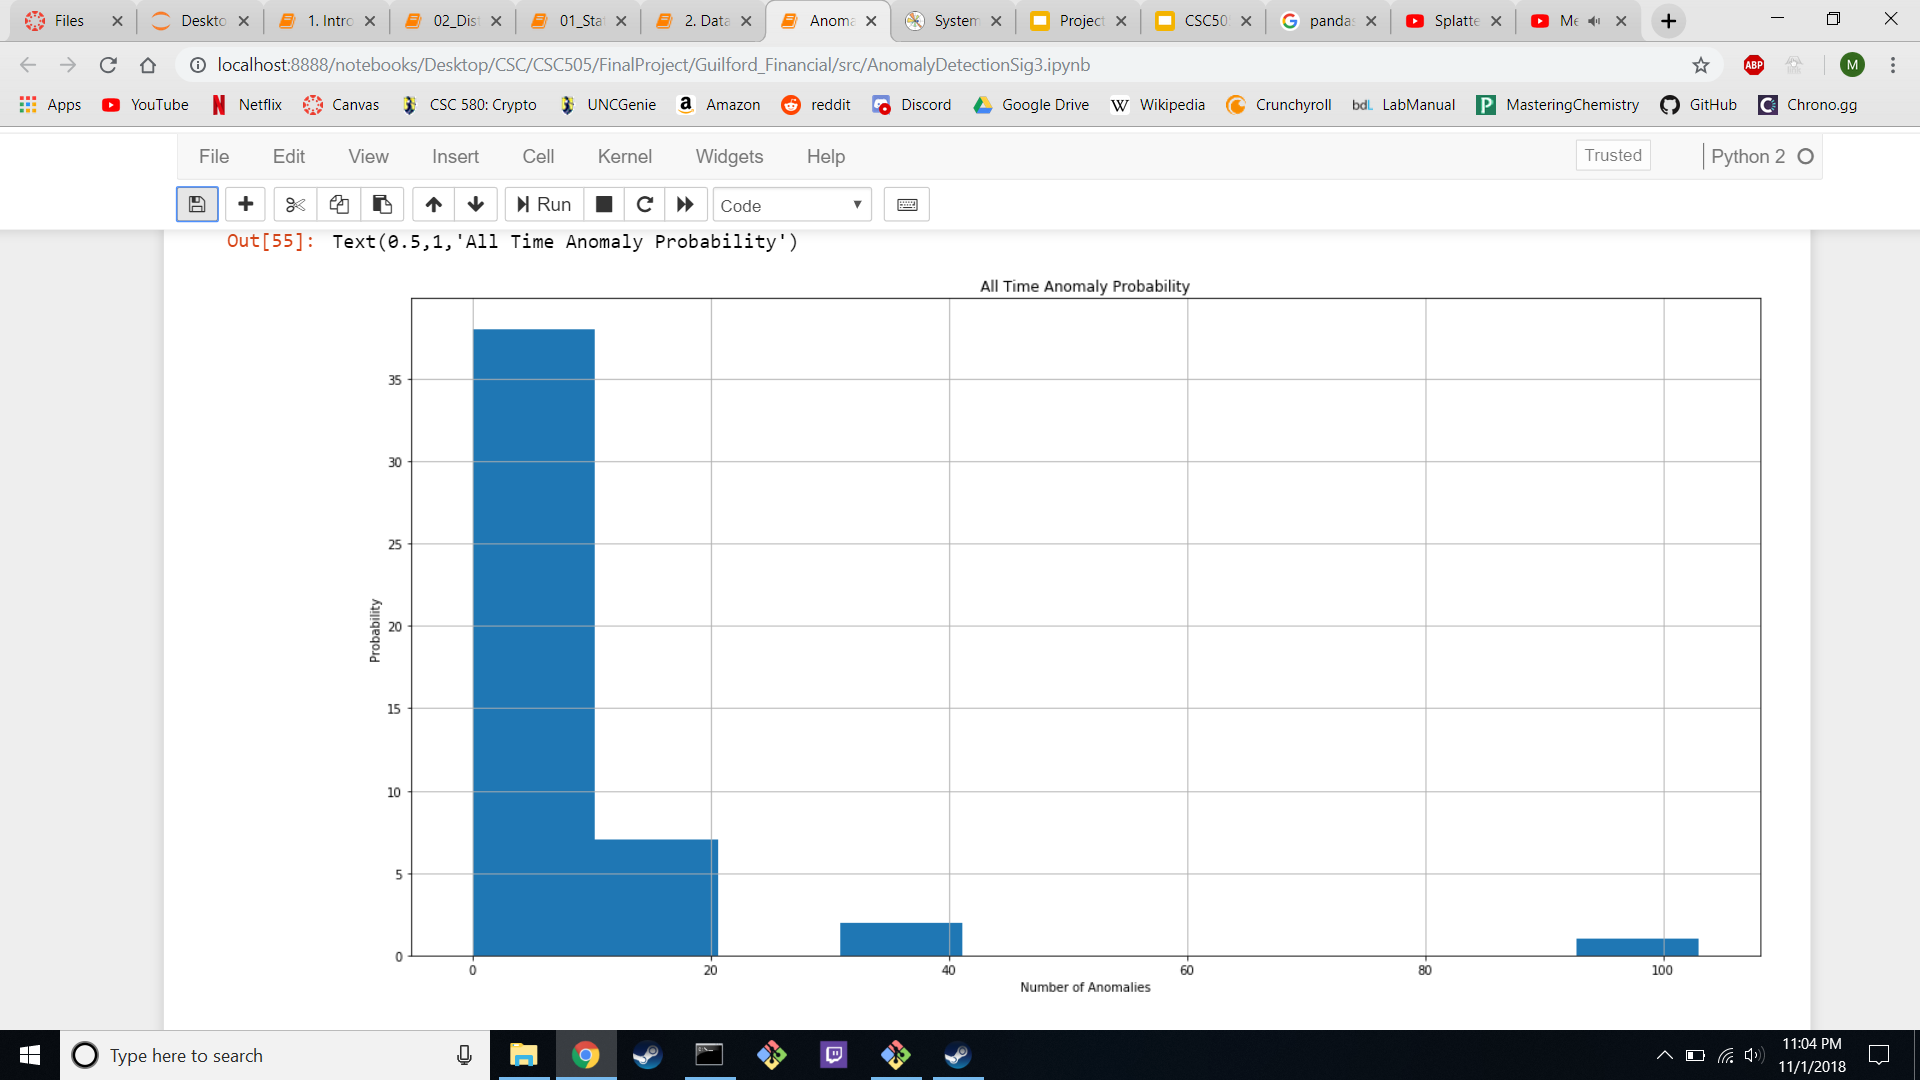 Files
Deskto
1. Intro
02_Dist
01_Stat
2. Data
Anoma
System
Project
CSC50
pandas
Splatte
Me
localhost:8888/notebooks/Desktop/CSC/CSC505/FinalProject/Guilford_Financial/src/AnomalyDetectionSig3.ipynb
ABP
M
Apps
YouTube
Netflix
Canvas
CSC 580: Crypto
UNCGenie
Amazon
reddit
Discord
Google Drive
Wikipedia
Crunchyroll
bdL LabManual
MasteringChemistry
GitHub
Chrono.gg
File Edit View Insert Cell Kernel Widgets Help
Trusted
Python 2
Run
Code
Out[55]: Text(0.5,1,'All Time Anomaly Probability')
All Time Anomaly Probability
35
30
25
20
15
10
5
0
Probability
0 20 40 60 80 100
Number of Anomalies
Type here to search
11:04 PM
11/1/2018